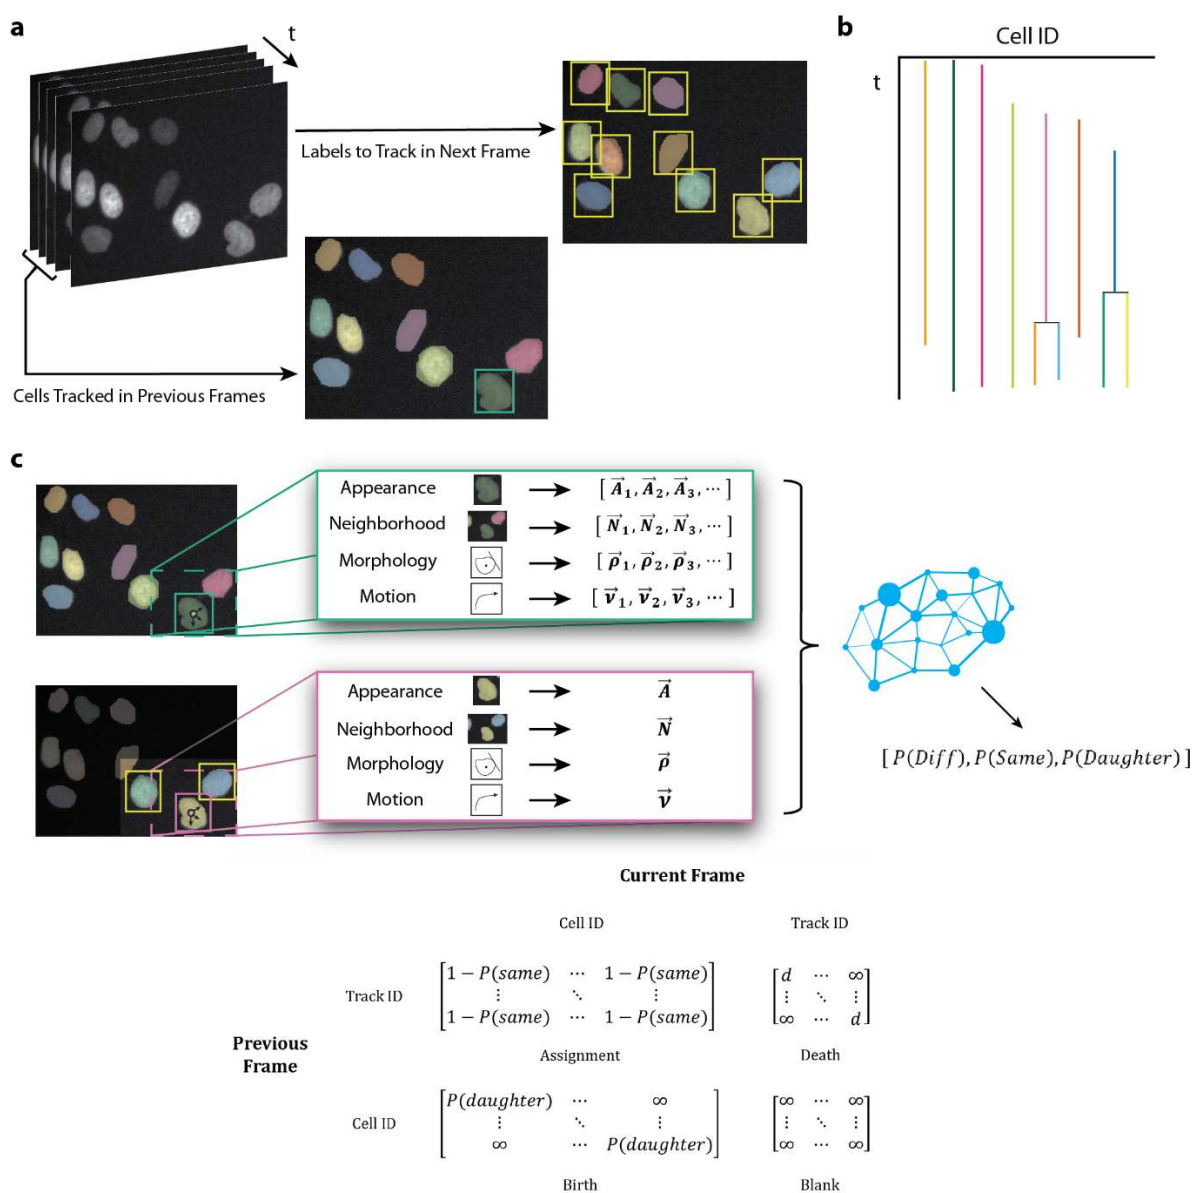 a
t
Labels to Track in Next Frame
Cells Tracked in Previous Frames
b
Cell ID
t
c
Appearance
[ A⃗₁, A⃗₂, A⃗₃, ⋯ ]
Neighborhood
[ N⃗₁, N⃗₂, N⃗₃, ⋯ ]
Morphology
[ ρ⃗₁, ρ⃗₂, ρ⃗₃, ⋯ ]
Motion
[ v⃗₁, v⃗₂, v⃗₃, ⋯ ]
Appearance
A⃗
Neighborhood
N⃗
Morphology
ρ⃗
Motion
v⃗
[ P(Diff), P(Same), P(Daughter) ]
Current Frame
Cell ID Track ID
Previous Frame
Track ID
1 − P(same) ⋯ 1 − P(same)
⋮ ⋱ ⋮
1 − P(same) ⋯ 1 − P(same)
Assignment
d ⋯ ∞
⋮ ⋱ ⋮
∞ ⋯ d
Death
Cell ID
P(daughter) ⋯ ∞
⋮ ⋱ ⋮
∞ ⋯ P(daughter)
Birth
∞ ⋯ ∞
⋮ ⋱ ⋮
∞ ⋯ ∞
Blank